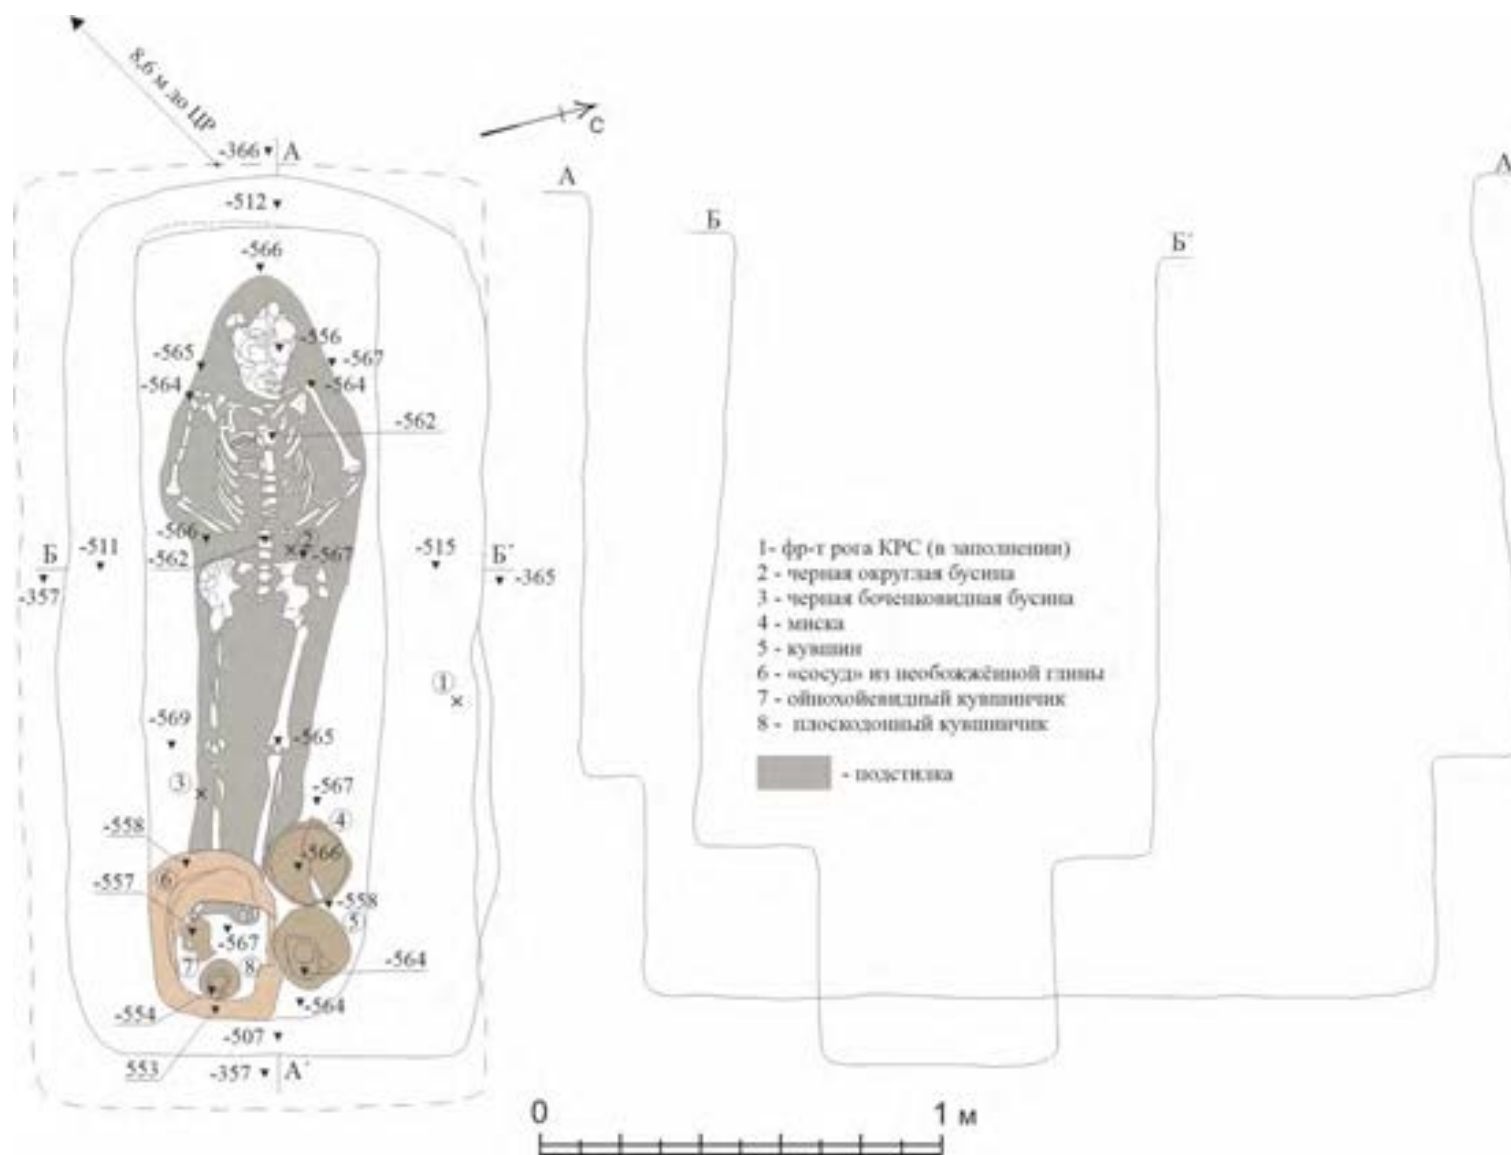 8,6 м до ЦР
С
-366 А
-512
-566
-556
-565
-567
-564
-564
-562
-566
2
-562
-567
Б
-511
-515
Б´
-357
-365
1
-569
-565
3
-567
-558
4
-566
6
-557
-558
5
-567
7
8
-564
-554
-564
-507
553
-357 А´
А
Б
Б´
А
1- фр-т рога КРС (в заполнении)
2 - черная округлая бусина
3 - черная боченковидная бусина
4 - миска
5 - кувшин
6 - «сосуд» из необожжённой глины
7 - ойнохоевидный кувшинчик
8 - плоскодонный кувшинчик
- подстилка
0
1 м